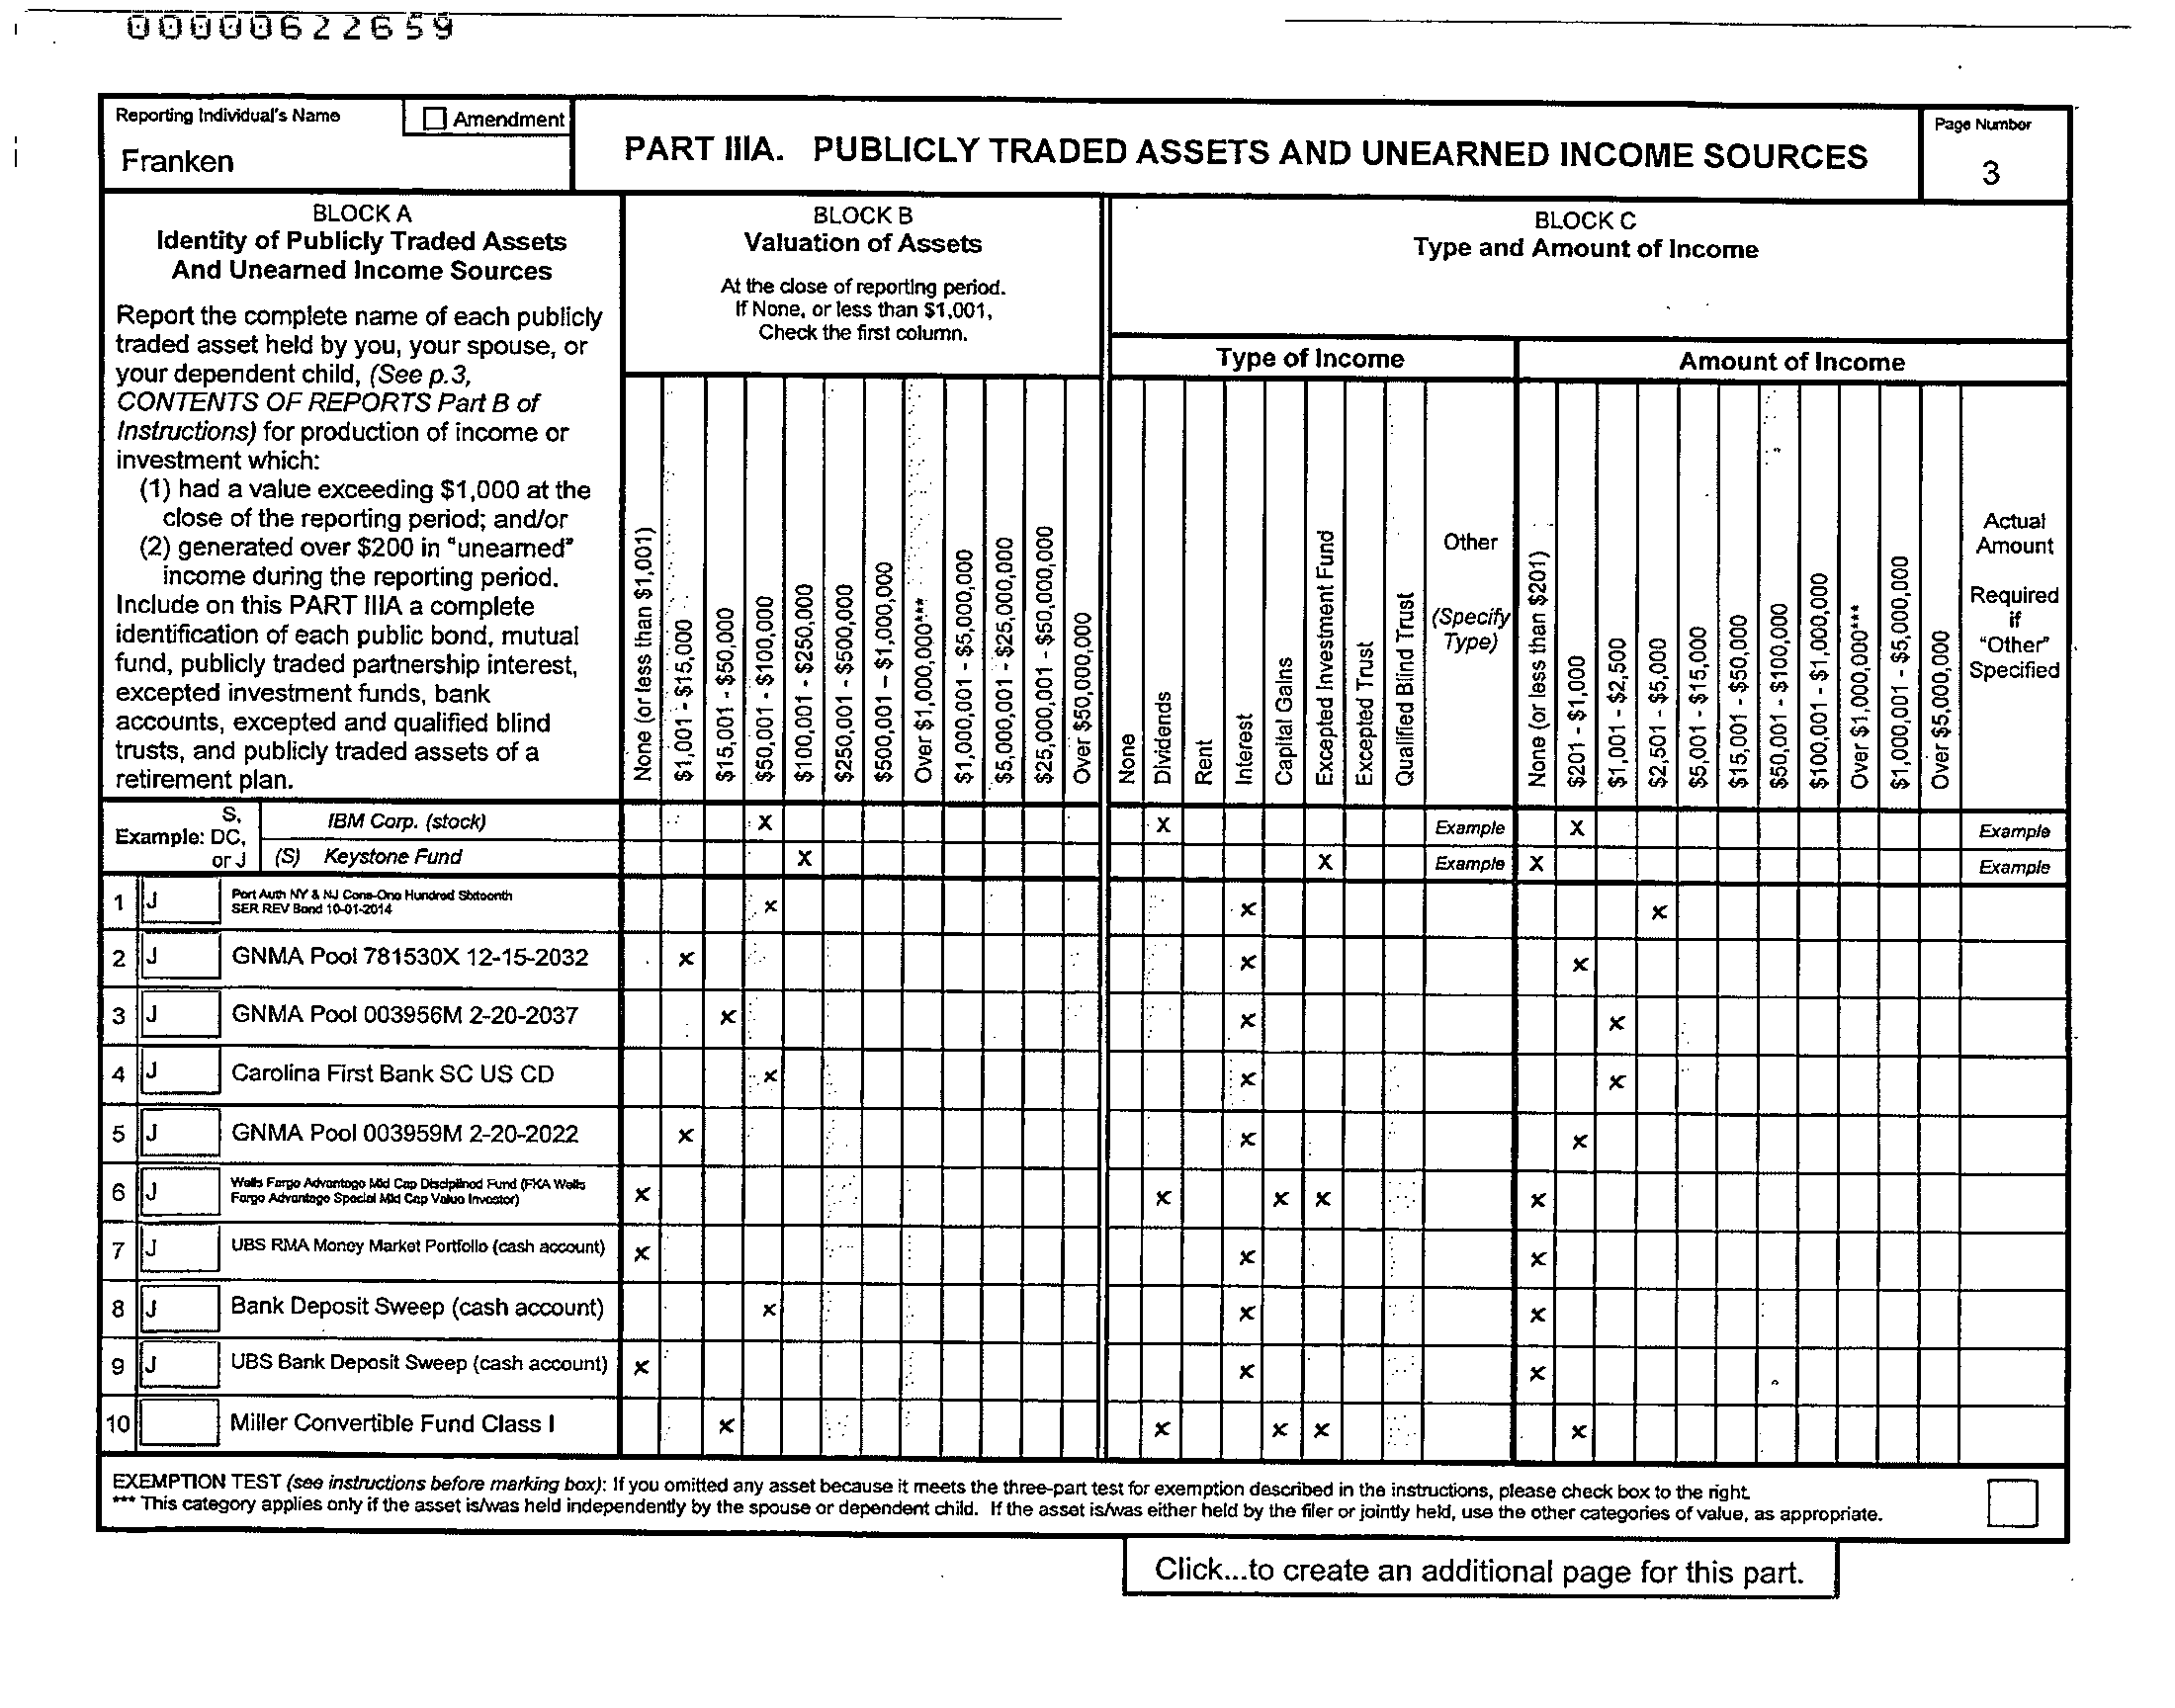 00000622659
Reporting Individual's Name
Amendment
Franken
PART IIIA. PUBLICLY TRADED ASSETS AND UNEARNED INCOME SOURCES
Page Number
3
BLOCK A
Identity of Publicly Traded Assets
And Unearned Income Sources
Report the complete name of each publicly
traded asset held by you, your spouse, or
your dependent child, (See p.3,
CONTENTS OF REPORTS Part B of
Instructions) for production of income or
investment which:
(1) had a value exceeding $1,000 at the
close of the reporting period; and/or
(2) generated over $200 in "unearned"
income during the reporting period.
Include on this PART IIIA a complete
identification of each public bond, mutual
fund, publicly traded partnership interest,
excepted investment funds, bank
accounts, excepted and qualified blind
trusts, and publicly traded assets of a
retirement plan.
BLOCK B
Valuation of Assets
At the close of reporting period.
If None, or less than $1,001,
Check the first column.
None (or less than $1,001)
$1,001 - $15,000
$15,001 - $50,000
$50,001 - $100,000
$100,001 - $250,000
$250,001 - $500,000
$500,001 – $1,000,000
Over $1,000,000***
$1,000,001 - $5,000,000
$5,000,001 - $25,000,000
$25,000,001 - $50,000,000
Over $50,000,000
BLOCK C
Type and Amount of Income
Type of Income
None
Dividends
Rent
Interest
Capital Gains
Excepted Investment Fund
Excepted Trust
Qualified Blind Trust
Other
(Specify
Type)
Amount of Income
None (or less than $201)
$201 - $1,000
$1,001 - $2,500
$2,501 - $5,000
$5,001 - $15,000
$15,001 - $50,000
$50,001 - $100,000
$100,001 - $1,000,000
Over $1,000,000***
$1,000,001 - $5,000,000
Over $5,000,000
Actual
Amount
Required
if
"Other"
Specified
Example: S, DC, or J
IBM Corp. (stock) X X Example X Example
(S) Keystone Fund X X Example X Example
1 J Port Auth NY & NJ Cons-One Hundred Sixteenth
SER REV Bond 10-01-2014 x x x
2 J GNMA Pool 781530X 12-15-2032 x x x
3 J GNMA Pool 003956M 2-20-2037 x x x
4 J Carolina First Bank SC US CD x x x
5 J GNMA Pool 003959M 2-20-2022 x x x
6 J Wells Fargo Advantage Mid Cap Disciplined Fund (FKA Wells
Fargo Advantage Special Mid Cap Value Investor) x x x x x
7 J UBS RMA Money Market Portfolio (cash account) x x x
8 J Bank Deposit Sweep (cash account) x x x
9 J UBS Bank Deposit Sweep (cash account) x x x
10 Miller Convertible Fund Class I x x x x x
EXEMPTION TEST (see instructions before marking box): If you omitted any asset because it meets the three-part test for exemption described in the instructions, please check box to the right.
*** This category applies only if the asset is/was held independently by the spouse or dependent child. If the asset is/was either held by the filer or jointly held, use the other categories of value, as appropriate.
Click...to create an additional page for this part.